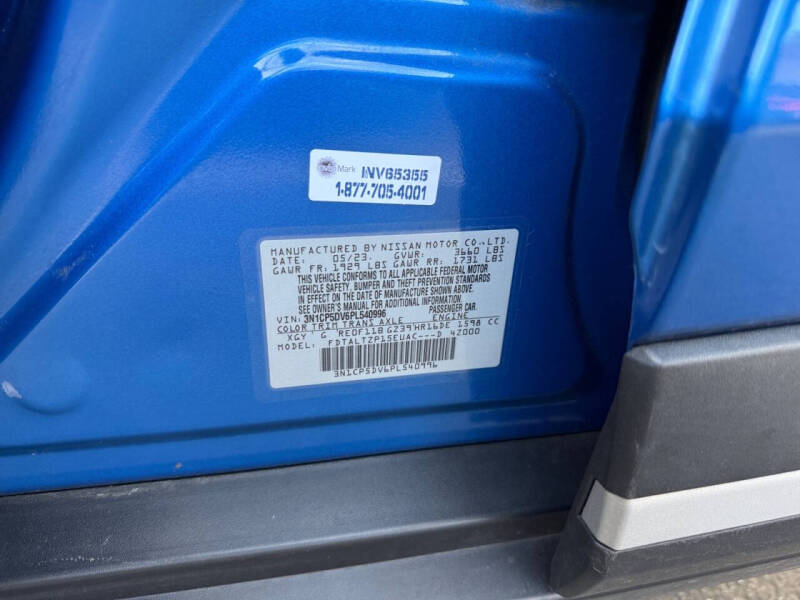 Mark INV65355
1-877-705-4001
MANUFACTURED BY NISSAN MOTOR CO.,LTD.
DATE: 05/23. GVWR: 3660 LBS
GAWR FR: 1929 LBS GAWR RR: 1731 LBS
THIS VEHICLE CONFORMS TO ALL APPLICABLE FEDERAL MOTOR
VEHICLE SAFETY, BUMPER AND THEFT PREVENTION STANDARDS
IN EFFECT ON THE DATE OF MANUFACTURE SHOWN ABOVE.
SEE OWNER'S MANUAL FOR ADDITIONAL INFORMATION
VIN: 3N1CP5DV6PL540996 PASSENGER CAR.
COLOR TRIM TRANS AXLE ENGINE
XGY G RE0F11B GZ39 HR16DE 1598 CC
MODEL: FDTALTZP15EUAC---D 4Z000
3N1CP5DV6PL540996